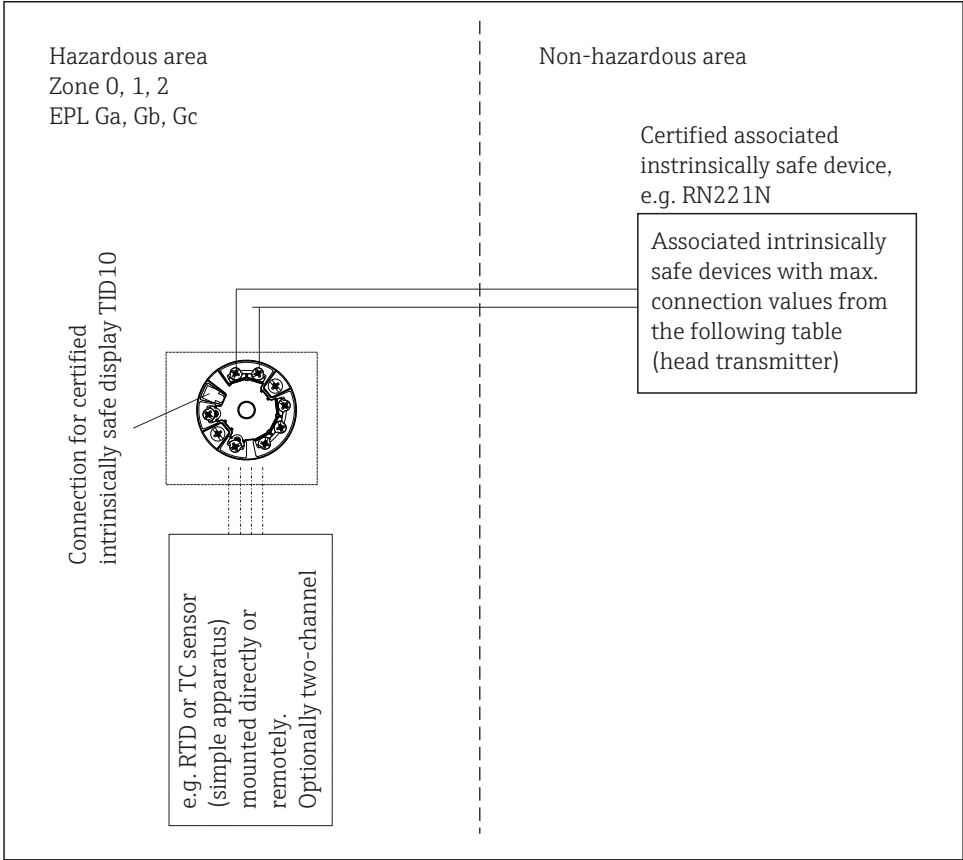 Hazardous area
Zone 0, 1, 2
EPL Ga, Gb, Gc
Non-hazardous area
Certified associated
instrinsically safe device,
e.g. RN221N
Associated intrinsically
safe devices with max.
connection values from
the following table
(head transmitter)
Connection for certified
intrinsically safe display TID10
e.g. RTD or TC sensor
(simple apparatus)
mounted directly or
remotely.
Optionally two-channel